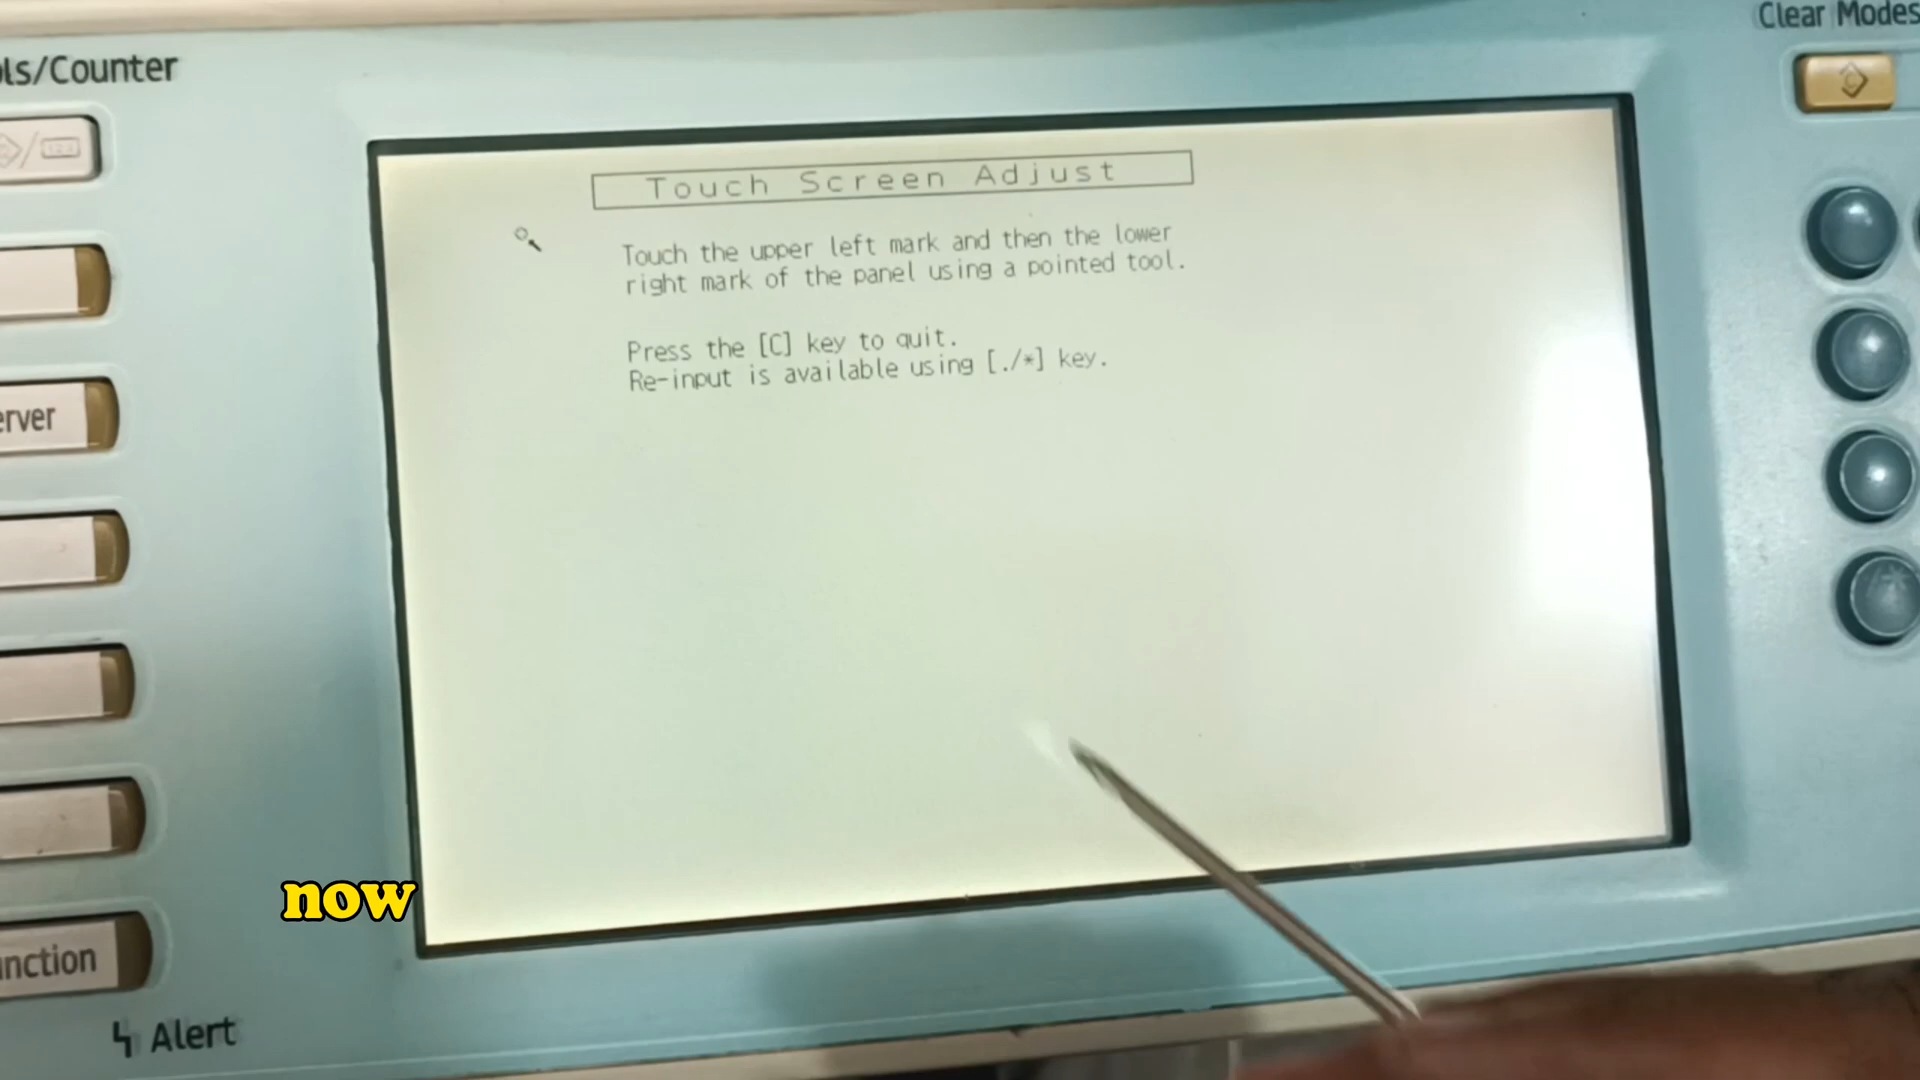 Clear Modes
ols/Counter
Touch Screen Adjust
Touch the upper left mark and then the lower
right mark of the panel using a pointed tool.
Press the [C] key to quit.
Re-input is available using [./*] key.
erver
now
nction
Alert